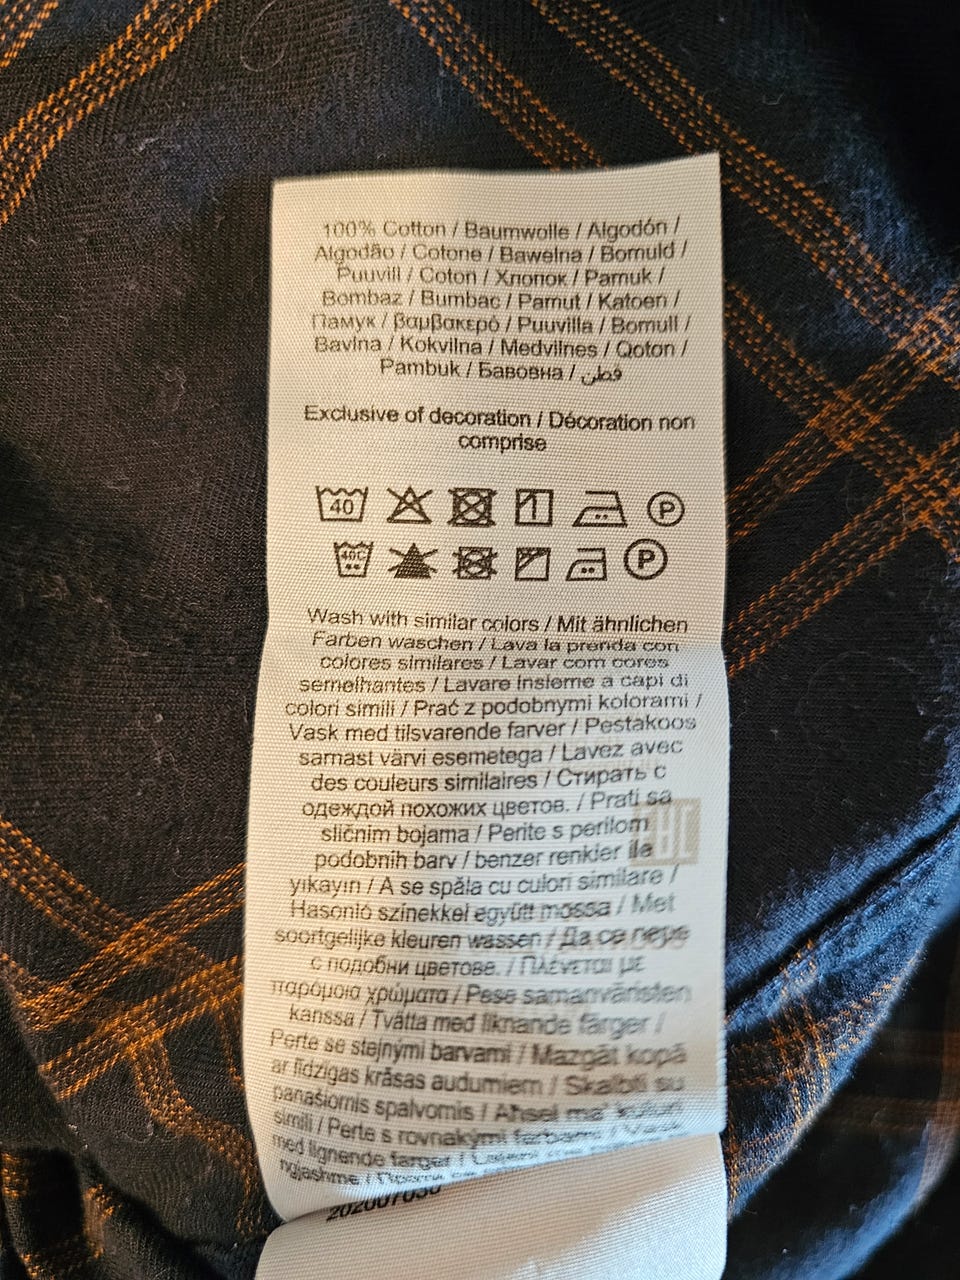 100% Cotton / Baumwolle / Algodón /
Algodão / Cotone / Bawełna / Bomuld /
Puuvill / Coton / Хлопок / Pamuk /
Bombaz / Bumbac / Pamut / Katoen /
Памук / βαμβακερό / Puuvilla / Bomull /
Bavlna / Kokvilna / Medvilnės / Qoton /
Pambuk / Бавовна / قطن
Exclusive of decoration / Décoration non
comprise
40 P
40C P
Wash with similar colors / Mit ähnlichen
Farben waschen / Lava la prenda con
colores similares / Lavar com cores
semelhantes / Lavare insieme a capi di
colori simili / Prać z podobnymi kolorami /
Vask med tilsvarende farver / Pestakoos
samast värvi esemetega / Lavez avec
des couleurs similaires / Стирать с
одеждой похожих цветов. / Prati sa
sličnim bojama / Perite s perilom
podobnih barv / benzer renkler ile
yıkayın / A se spăla cu culori similare /
Hasonló színekkel együtt mossa / Met
soortgelijke kleuren wassen / Да се пере
с подобни цветове. / Πλένεται με
παρόμοια χρώματα / Pese samanväristen
kanssa / Tvätta med liknande färger /
Perte se stejnými barvami / Mazgāt kopā
ar līdzīgas krāsas audumiem / Skalbti su
panašiomis spalvomis /
simili / Perte s rovnakými farbami / Vask
med lignende farger /
ngjashme /